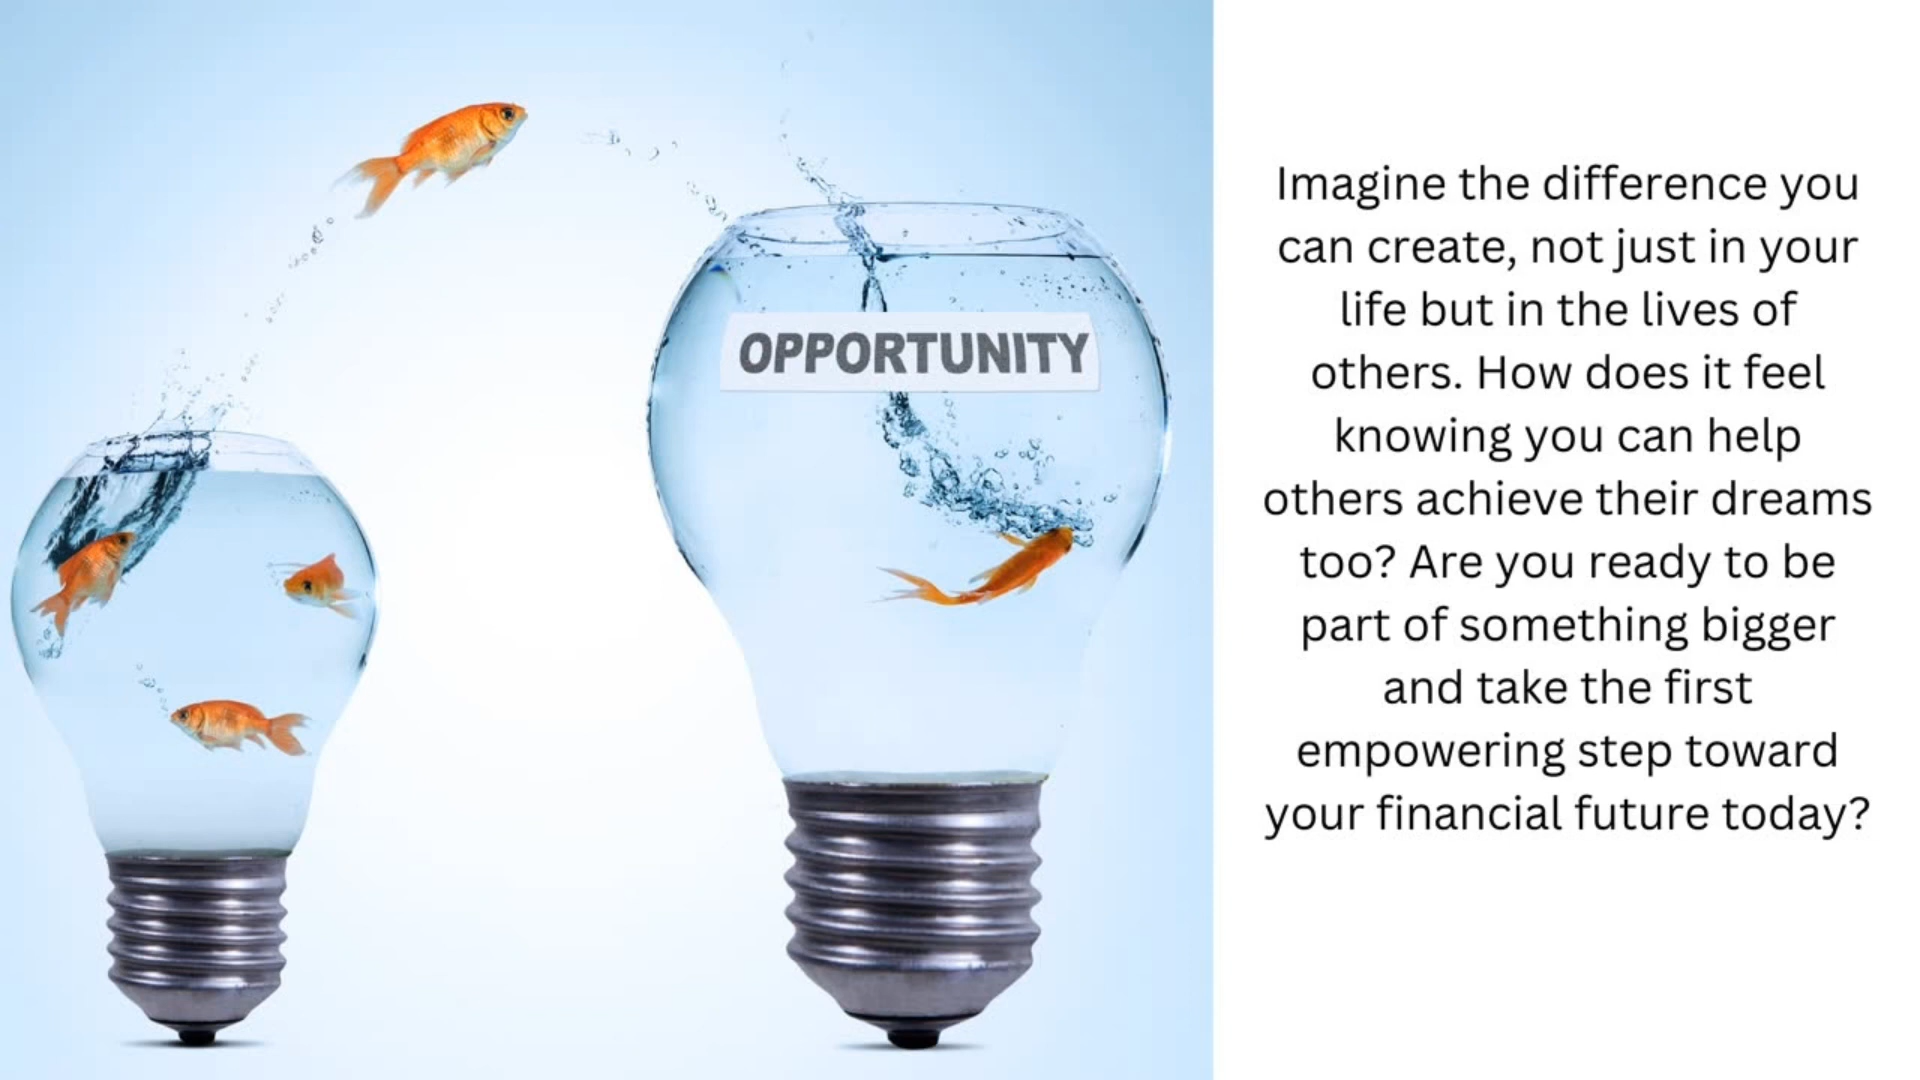 OPPORTUNITY
Imagine the difference you
can create, not just in your
life but in the lives of
others. How does it feel
knowing you can help
others achieve their dreams
too? Are you ready to be
part of something bigger
and take the first
empowering step toward
your financial future today?